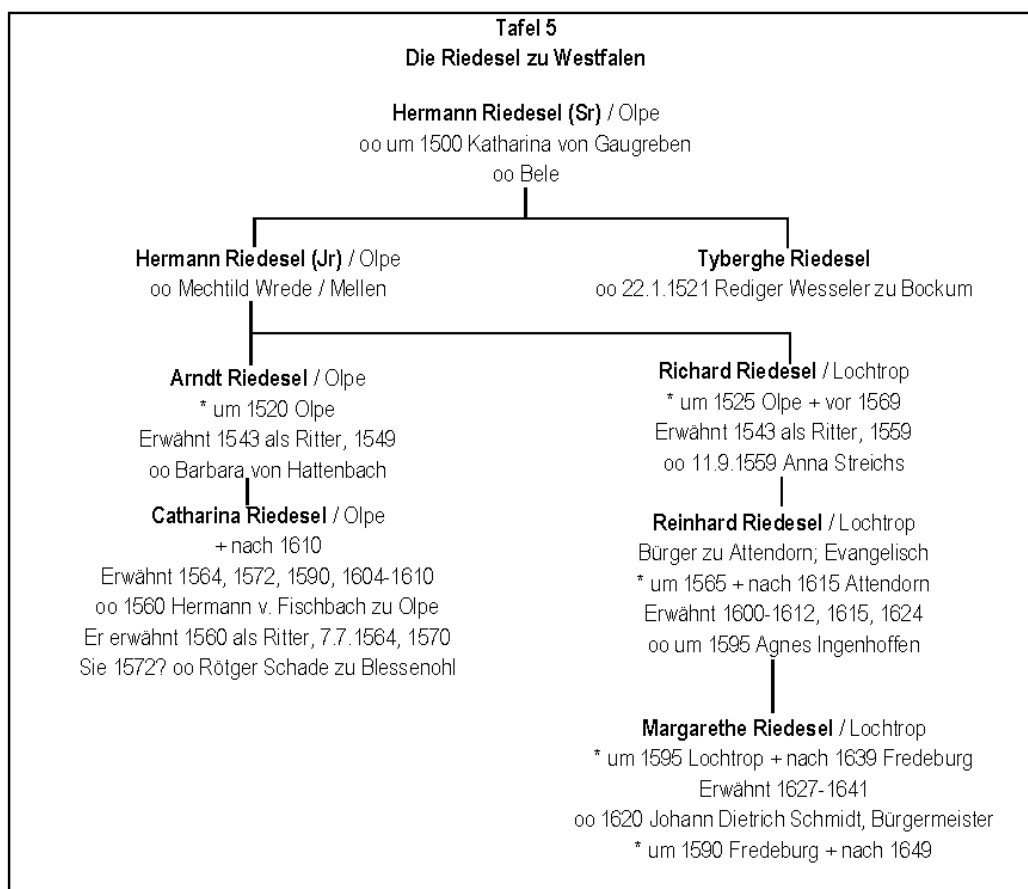 Tafel 5
Die Riedesel zu Westfalen
Hermann Riedesel (Sr) / Olpe
oo um 1500 Katharina von Gaugreben
oo Bele
Hermann Riedesel (Jr) / Olpe
oo Mechtild Wrede / Mellen
Tyberghe Riedesel
oo 22.1.1521 Rediger Wesseler zu Bockum
Arndt Riedesel / Olpe
* um 1520 Olpe
Erwähnt 1543 als Ritter, 1549
oo Barbara von Hattenbach
Richard Riedesel / Lochtrop
* um 1525 Olpe + vor 1569
Erwähnt 1543 als Ritter, 1559
oo 11.9.1559 Anna Streichs
Catharina Riedesel / Olpe
+ nach 1610
Erwähnt 1564, 1572, 1590, 1604-1610
oo 1560 Hermann v. Fischbach zu Olpe
Er erwähnt 1560 als Ritter, 7.7.1564, 1570
Sie 1572? oo Rötger Schade zu Blessenohl
Reinhard Riedesel / Lochtrop
Bürger zu Attendorn; Evangelisch
* um 1565 + nach 1615 Attendorn
Erwähnt 1600-1612, 1615, 1624
oo um 1595 Agnes Ingenhoffen
Margarethe Riedesel / Lochtrop
* um 1595 Lochtrop + nach 1639 Fredeburg
Erwähnt 1627-1641
oo 1620 Johann Dietrich Schmidt, Bürgermeister
* um 1590 Fredeburg + nach 1649